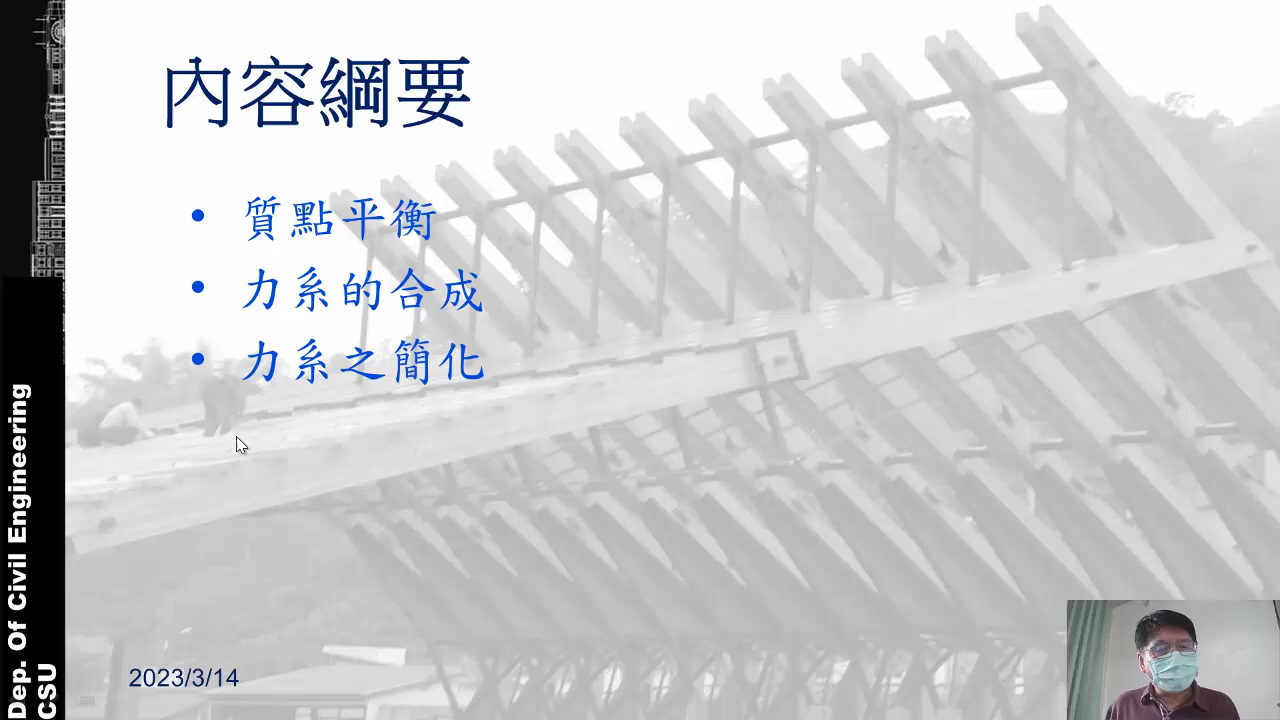 內容綱要
• 質點平衡
• 力系的合成
• 力系之簡化
2023/3/14
Dep. Of Civil Engineering
CSU